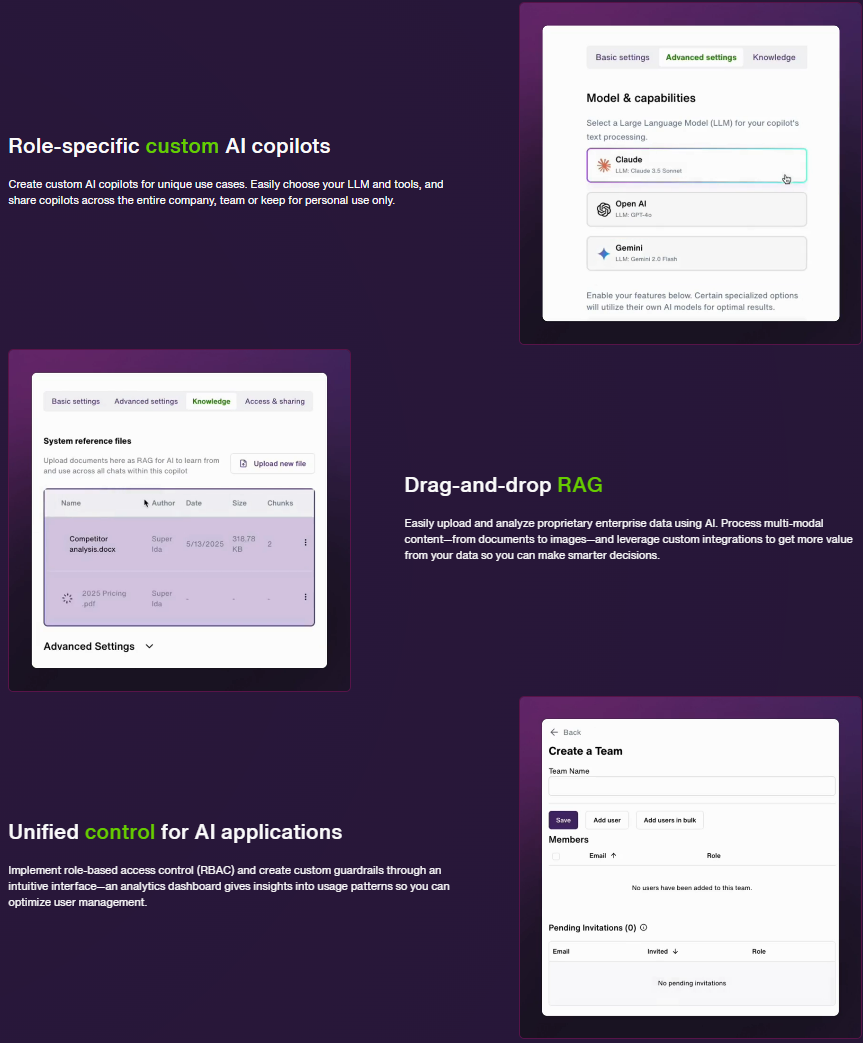 Role-specific custom AI copilots
Create custom AI copilots for unique use cases. Easily choose your LLM and tools, and
share copilots across the entire company, team or keep for personal use only.
Basic settings Advanced settings Knowledge
Model & capabilities
Select a Large Language Model (LLM) for your copilot's
text processing.
Claude
LLM: Claude 3.5 Sonnet
Open AI
LLM: GPT-4o
Gemini
LLM: Gemini 2.0 Flash
Enable your features below. Certain specialized options
will utilize their own AI models for optimal results.
Basic settings Advanced settings Knowledge Access & sharing
System reference files
Upload documents here as RAG for AI to learn from
and use across all chats within this copilot
Upload new file
Name Author Date Size Chunks
Competitor
analysis.docx
Super
Ida
5/13/2025
318,78
KB
2
2025 Pricing
.pdf
Super
Ida
- - -
Advanced Settings
Drag-and-drop RAG
Easily upload and analyze proprietary enterprise data using AI. Process multi-modal
content—from documents to images—and leverage custom integrations to get more value
from your data so you can make smarter decisions.
Unified control for AI applications
Implement role-based access control (RBAC) and create custom guardrails through an
intuitive interface—an analytics dashboard gives insights into usage patterns so you can
optimize user management.
Back
Create a Team
Team Name
Save Add user Add users in bulk
Members
Email Role
No users have been added to this team.
Pending Invitations (0)
Email Invited Role
No pending invitations